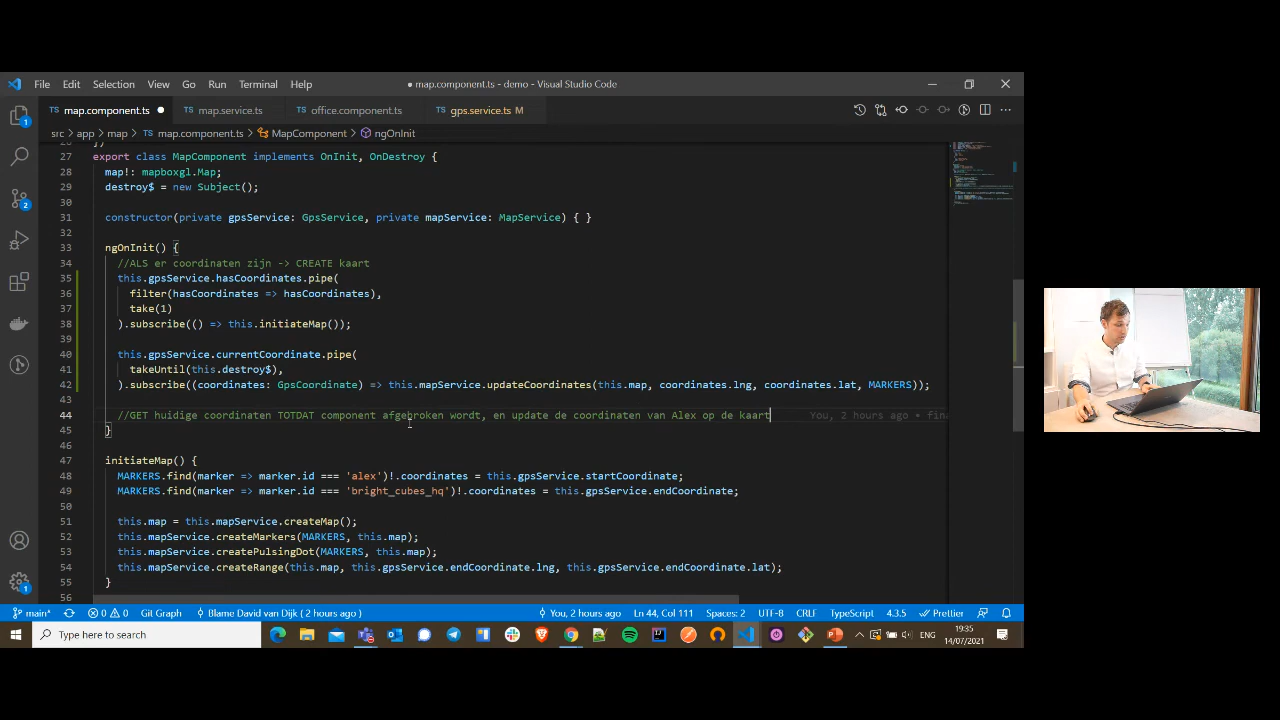 File Edit Selection View Go Run Terminal Help
● map.component.ts - demo - Visual Studio Code
TS map.component.ts ●
TS map.service.ts
TS office.component.ts
TS gps.service.ts M
src > app > map > TS map.component.ts > MapComponent > ngOnInit
27 export class MapComponent implements OnInit, OnDestroy {
28 map!: mapboxgl.Map;
29 destroy$ = new Subject();
30
31 constructor(private gpsService: GpsService, private mapService: MapService) { }
32
33 ngOnInit() {
34 //ALS er coordinaten zijn -> CREATE kaart
35 this.gpsService.hasCoordinates.pipe(
36 filter(hasCoordinates => hasCoordinates),
37 take(1)
38 ).subscribe(() => this.initiateMap());
39
40 this.gpsService.currentCoordinate.pipe(
41 takeUntil(this.destroy$),
42 ).subscribe((coordinates: GpsCoordinate) => this.mapService.updateCoordinates(this.map, coordinates.lng, coordinates.lat, MARKERS));
43
44 //GET huidige coordinaten TOTDAT component afgebroken wordt, en update de coordinaten van Alex op de kaart You, 2 hours ago • fina
45 }
46
47 initiateMap() {
48 MARKERS.find(marker => marker.id === 'alex')!.coordinates = this.gpsService.startCoordinate;
49 MARKERS.find(marker => marker.id === 'bright_cubes_hq')!.coordinates = this.gpsService.endCoordinate;
50
51 this.map = this.mapService.createMap();
52 this.mapService.createMarkers(MARKERS, this.map);
53 this.mapService.createPulsingDot(MARKERS, this.map);
54 this.mapService.createRange(this.map, this.gpsService.endCoordinate.lng, this.gpsService.endCoordinate.lat);
55 }
56
main* 0 0 Git Graph Blame David van Dijk ( 2 hours ago ) You, 2 hours ago Ln 44, Col 111 Spaces: 2 UTF-8 CRLF TypeScript 4.3.5 Prettier
Type here to search
ENG
19:35
14/07/2021